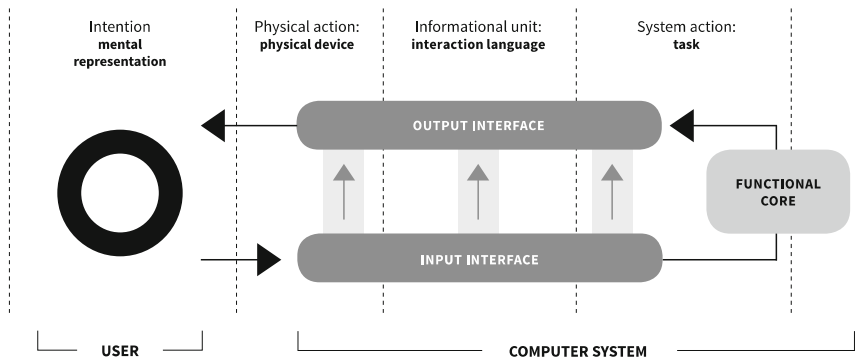 Intention
mental
representation
Physical action:
physical device
Informational unit:
interaction language
System action:
task
OUTPUT INTERFACE
FUNCTIONAL
CORE
INPUT INTERFACE
USER
COMPUTER SYSTEM